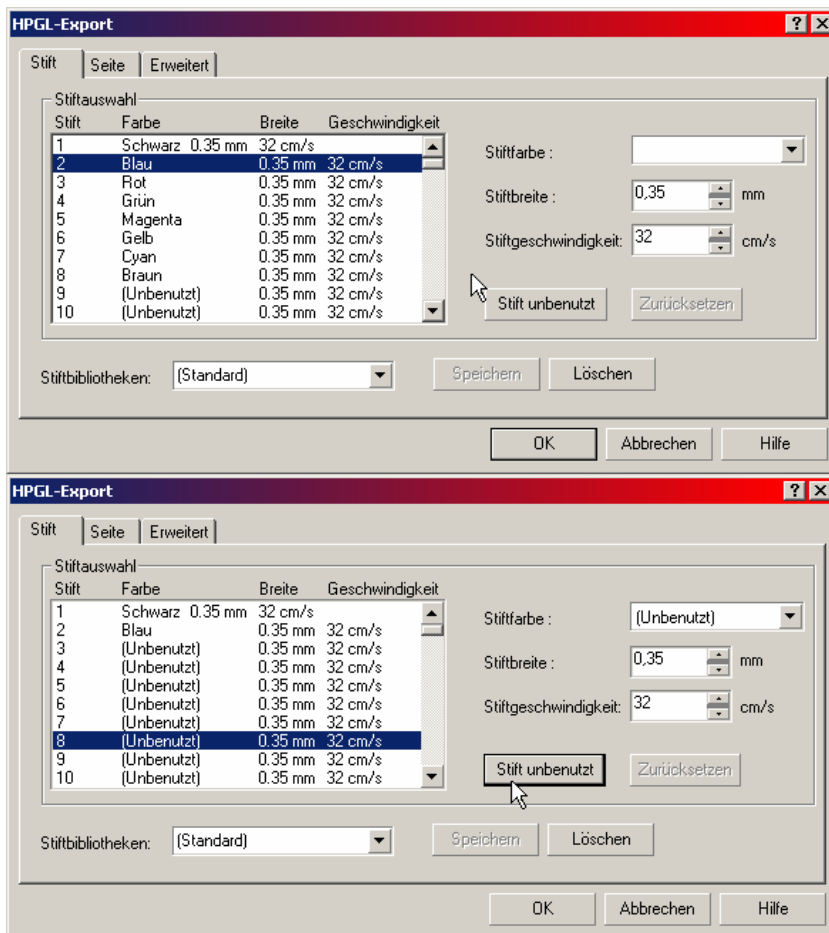 HPGL-Export
Stift Seite Erweitert
Stiftauswahl
Stift Farbe Breite Geschwindigkeit
1 Schwarz 0.35 mm 32 cm/s
2 Blau 0.35 mm 32 cm/s
3 Rot 0.35 mm 32 cm/s
4 Grün 0.35 mm 32 cm/s
5 Magenta 0.35 mm 32 cm/s
6 Gelb 0.35 mm 32 cm/s
7 Cyan 0.35 mm 32 cm/s
8 Braun 0.35 mm 32 cm/s
9 (Unbenutzt) 0.35 mm 32 cm/s
10 (Unbenutzt) 0.35 mm 32 cm/s
Stiftfarbe :
Stiftbreite : 0,35 mm
Stiftgeschwindigkeit: 32 cm/s
Stift unbenutzt Zurücksetzen
Stiftbibliotheken: (Standard) Speichern Löschen
OK Abbrechen Hilfe
HPGL-Export
Stift Seite Erweitert
Stiftauswahl
Stift Farbe Breite Geschwindigkeit
1 Schwarz 0.35 mm 32 cm/s
2 Blau 0.35 mm 32 cm/s
3 (Unbenutzt) 0.35 mm 32 cm/s
4 (Unbenutzt) 0.35 mm 32 cm/s
5 (Unbenutzt) 0.35 mm 32 cm/s
6 (Unbenutzt) 0.35 mm 32 cm/s
7 (Unbenutzt) 0.35 mm 32 cm/s
8 (Unbenutzt) 0.35 mm 32 cm/s
9 (Unbenutzt) 0.35 mm 32 cm/s
10 (Unbenutzt) 0.35 mm 32 cm/s
Stiftfarbe : (Unbenutzt)
Stiftbreite : 0,35 mm
Stiftgeschwindigkeit: 32 cm/s
Stift unbenutzt Zurücksetzen
Stiftbibliotheken: (Standard) Speichern Löschen
OK Abbrechen Hilfe